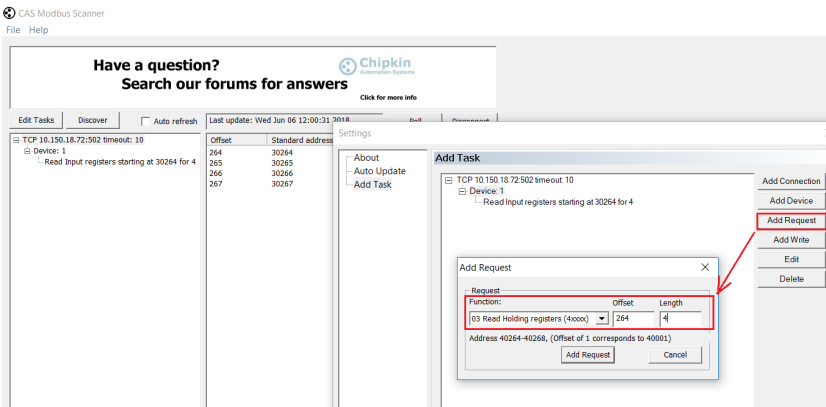 CAS Modbus Scanner
File Help
Have a question?
Search our forums for answers
Chipkin
Automation Systems
Click for more info
Edit Tasks Discover Auto refresh Last update: Wed Jun 06 12:00:31 2018 Poll Disconnect
TCP 10.150.18.72:502 timeout: 10
Device: 1
Read Input registers starting at 30264 for 4
Offset Standard address
264 30264
265 30265
266 30266
267 30267
Settings
About
Auto Update
Add Task
Add Task
TCP 10.150.18.72:502 timeout: 10
Device: 1
Read Input registers starting at 30264 for 4
Add Connection
Add Device
Add Request
Add Write
Edit
Delete
Add Request
Request
Function: Offset Length
03 Read Holding registers (4xxxx) 264 4
Address 40264-40268, (Offset of 1 corresponds to 40001)
Add Request Cancel